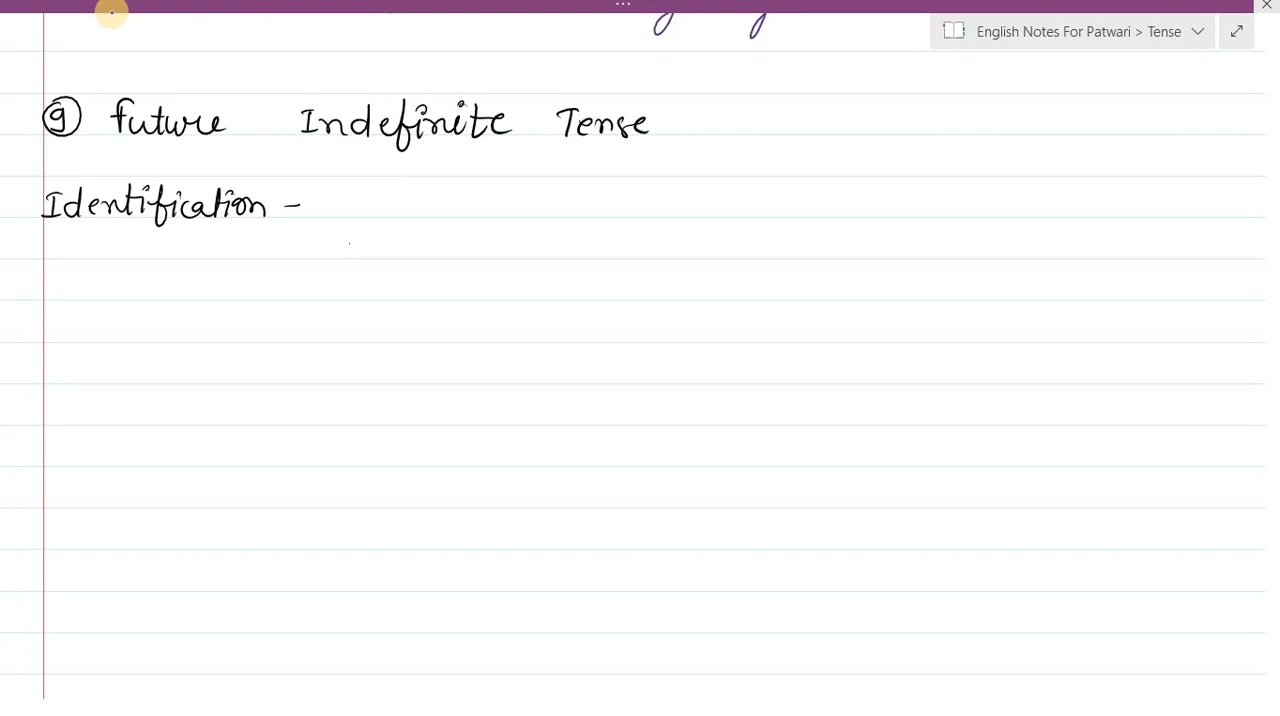 English Notes For Patwari > Tense
9 Future Indefinite Tense
Identification -